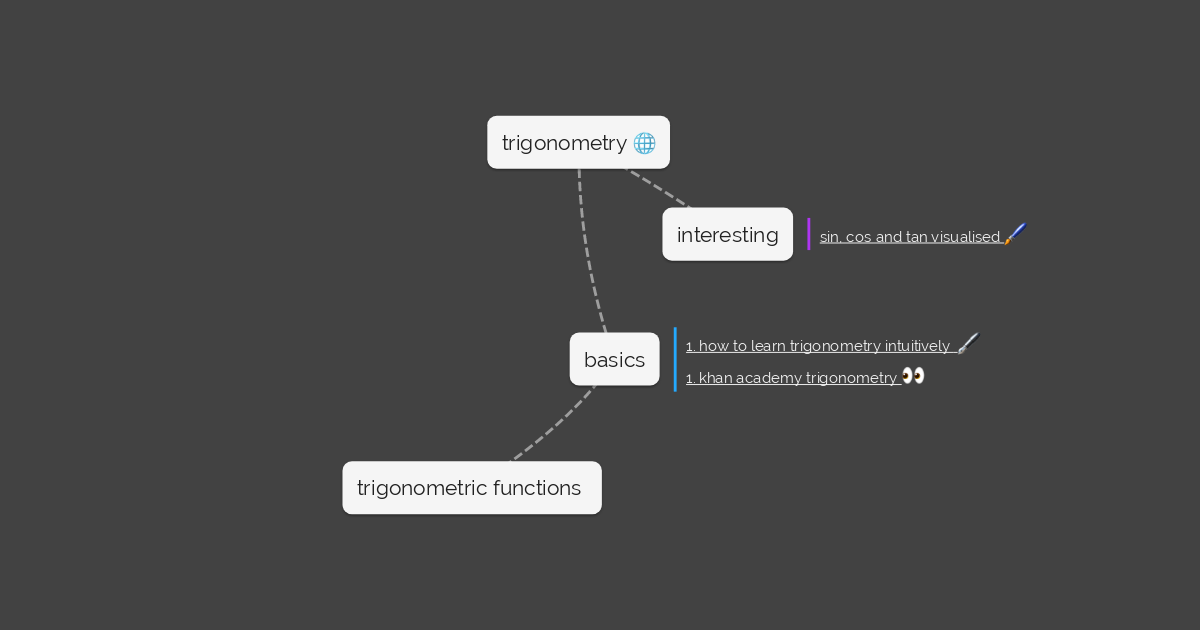 trigonometry 🌐
interesting
sin, cos and tan visualised 🖌️
basics
1. how to learn trigonometry intuitively 🖋️
1. khan academy trigonometry 👀
trigonometric functions